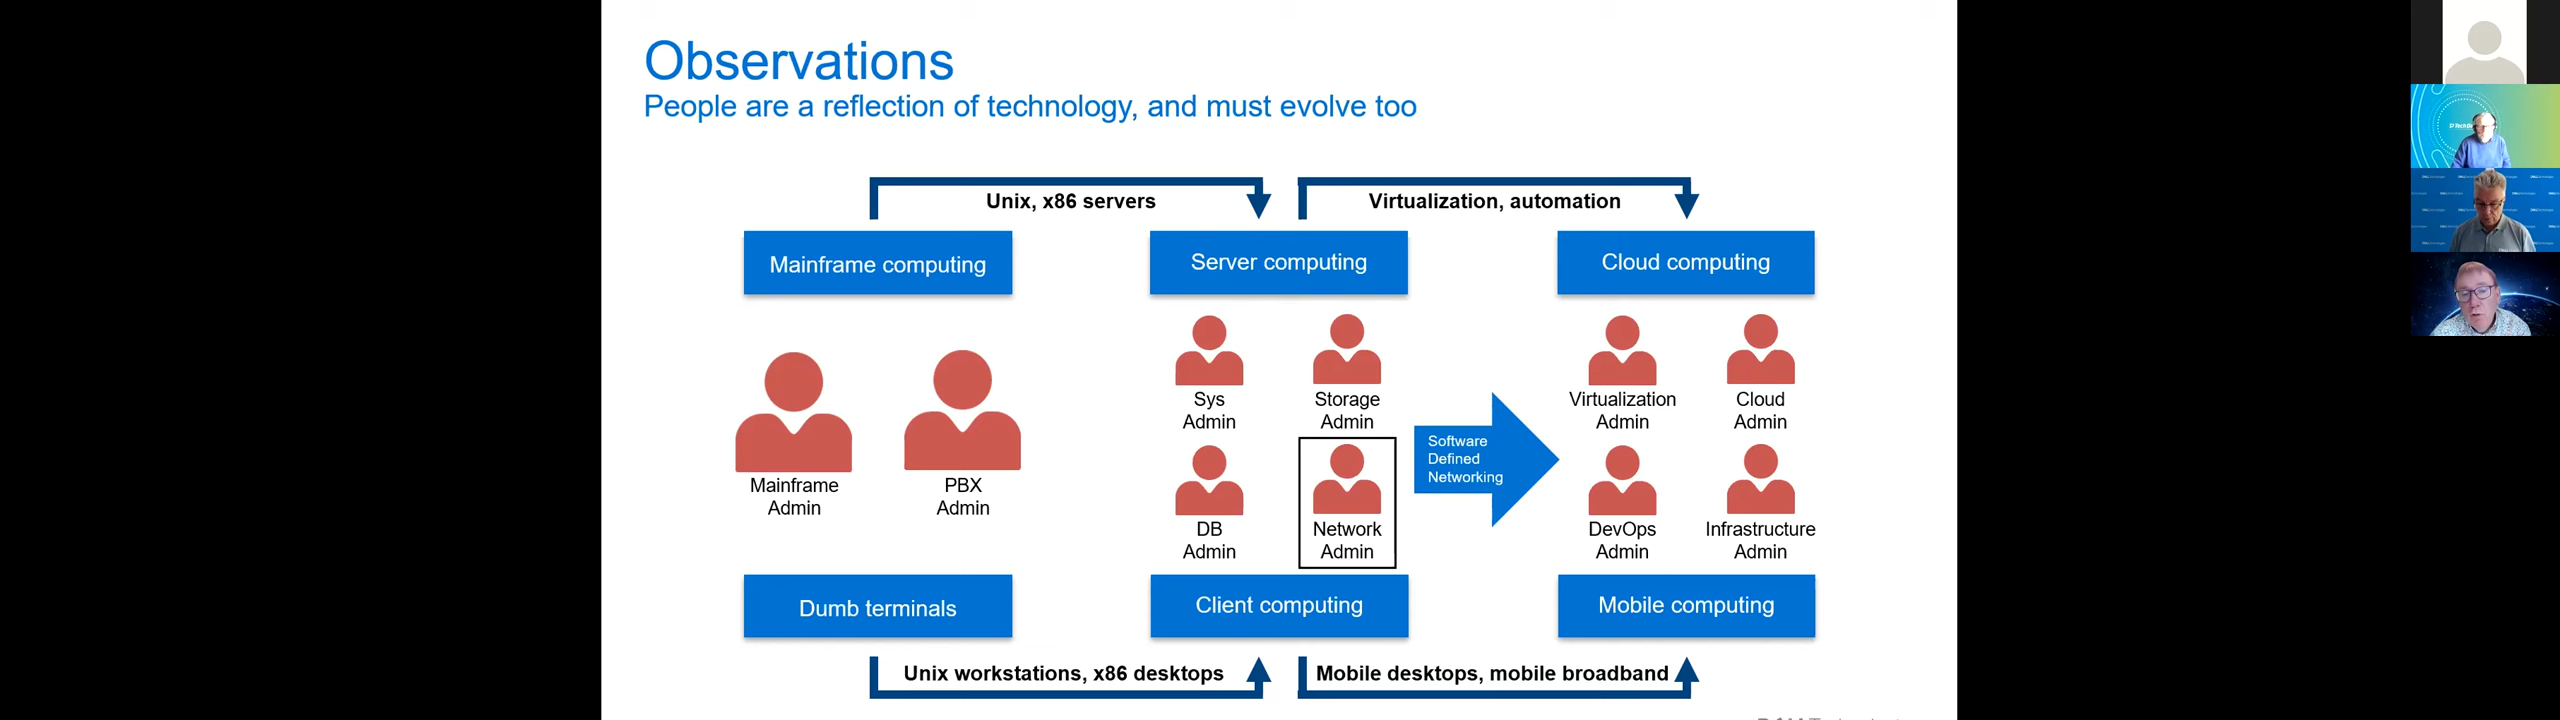 Observations
People are a reflection of technology, and must evolve too
Unix, x86 servers
Virtualization, automation
Mainframe computing
Server computing
Cloud computing
Sys
Admin
Storage
Admin
Virtualization
Admin
Cloud
Admin
Software
Defined
Networking
Mainframe
Admin
PBX
Admin
DB
Admin
Network
Admin
DevOps
Admin
Infrastructure
Admin
Dumb terminals
Client computing
Mobile computing
Unix workstations, x86 desktops
Mobile desktops, mobile broadband